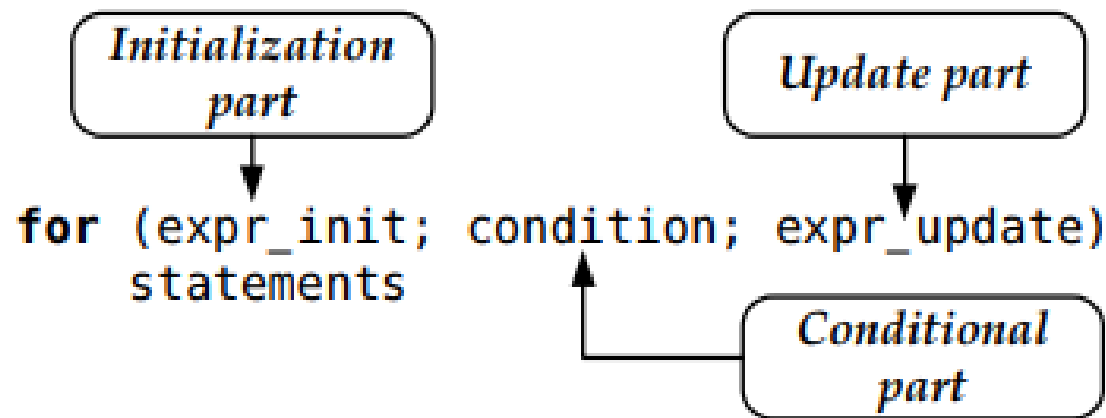 Initialization
part
Update part
for (expr_init; condition; expr_update)
statements
Conditional
part